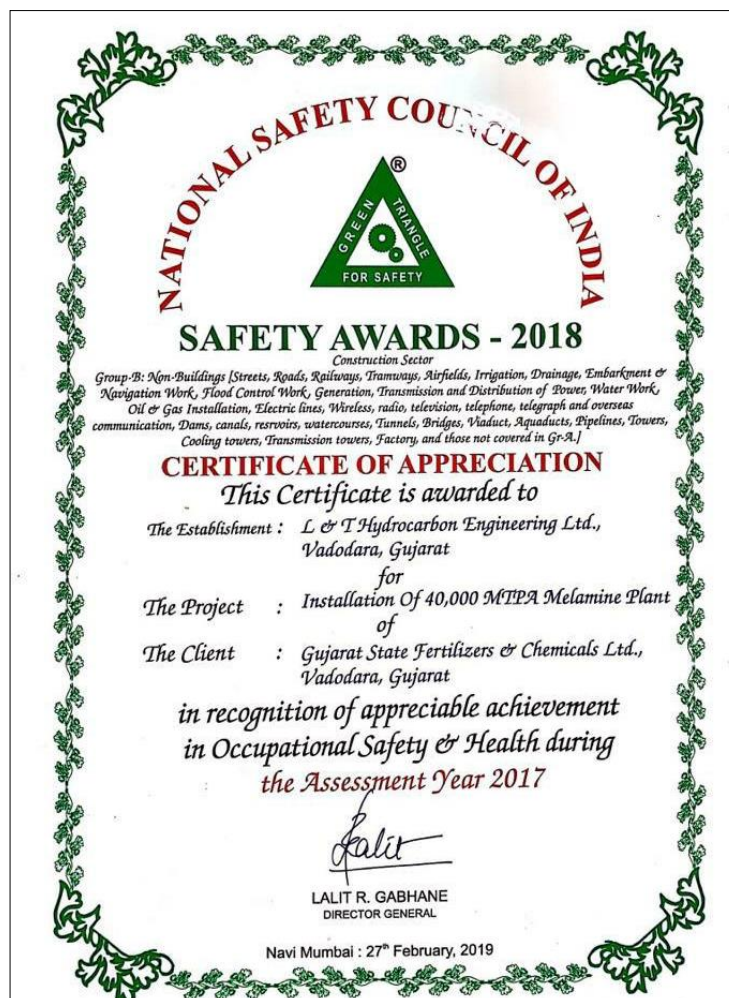 NATIONAL SAFETY COUNCIL OF INDIA
®
GREEN TRIANGLE
FOR SAFETY
SAFETY AWARDS - 2018
Construction Sector
Group-B: Non-Buildings [Streets, Roads, Railways, Tramways, Airfields, Irrigation, Drainage, Embarkment &
Navigation Work, Flood Control Work, Generation, Transmission and Distribution of Power, Water Work,
Oil & Gas Installation, Electric lines, Wireless, radio, television, telephone, telegraph and overseas
communication, Dams, canals, resrvoirs, watercourses, Tunnels, Bridges, Viaduct, Aquaducts, Pipelines, Towers,
Cooling towers, Transmission towers, Factory, and those not covered in Gr-A.]
CERTIFICATE OF APPRECIATION
This Certificate is awarded to
The Establishment : L & T Hydrocarbon Engineering Ltd.,
Vadodara, Gujarat
for
The Project : Installation Of 40,000 MTPA Melamine Plant
of
The Client : Gujarat State Fertilizers & Chemicals Ltd.,
Vadodara, Gujarat
in recognition of appreciable achievement
in Occupational Safety & Health during
the Assessment Year 2017
Lalit
LALIT R. GABHANE
DIRECTOR GENERAL
Navi Mumbai : 27th February, 2019